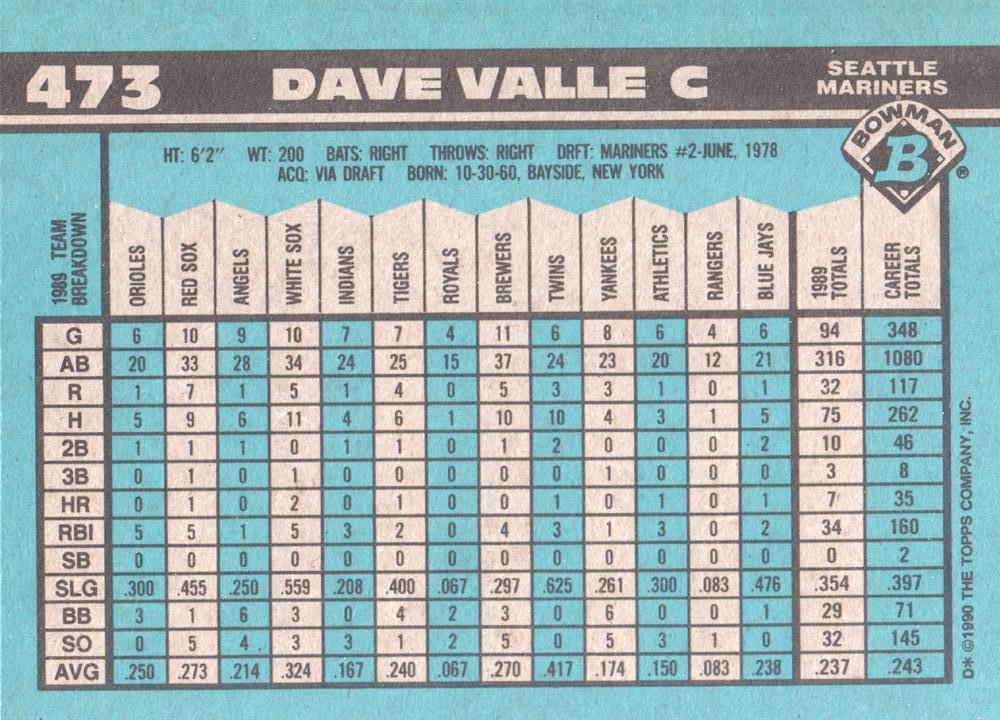 473 DAVE VALLE C SEATTLE MARINERS
BOWMAN
B ®
HT: 6'2" WT: 200 BATS: RIGHT THROWS: RIGHT DRFT: MARINERS #2-JUNE, 1978
ACQ: VIA DRAFT BORN: 10-30-60, BAYSIDE, NEW YORK
1989 TEAM BREAKDOWN ORIOLES RED SOX ANGELS WHITE SOX INDIANS TIGERS ROYALS BREWERS TWINS YANKEES ATHLETICS RANGERS BLUE JAYS 1989 TOTALS CAREER TOTALS
G 6 10 9 10 7 7 4 11 6 8 6 4 6 94 348
AB 20 33 28 34 24 25 15 37 24 23 20 12 21 316 1080
R 1 7 1 5 1 4 0 5 3 3 1 0 1 32 117
H 5 9 6 11 4 6 1 10 10 4 3 1 5 75 262
2B 1 1 1 0 1 1 0 1 2 0 0 0 2 10 46
3B 0 1 0 1 0 0 0 0 0 1 0 0 0 3 8
HR 0 1 0 2 0 1 0 0 1 0 1 0 1 7 35
RBI 5 5 1 5 3 2 0 4 3 1 3 0 2 34 160
SB 0 0 0 0 0 0 0 0 0 0 0 0 0 0 2
SLG .300 .455 .250 .559 .208 .400 .067 .297 .625 .261 .300 .083 .476 .354 .397
BB 3 1 6 3 0 4 2 3 0 6 0 0 1 29 71
SO 0 5 4 3 3 1 2 5 0 5 3 1 0 32 145
AVG .250 .273 .214 .324 .167 .240 .067 .270 .417 .174 .150 .083 .238 .237 .243
D* ©1990 THE TOPPS COMPANY, INC.